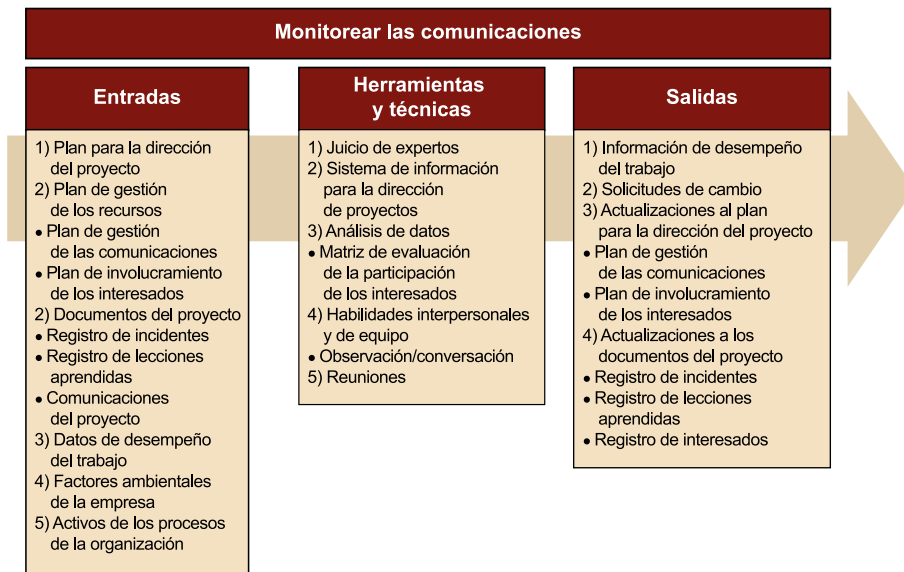 Monitorear las comunicaciones
Entradas
1) Plan para la dirección
del proyecto
2) Plan de gestión
de los recursos
• Plan de gestión
de las comunicaciones
• Plan de involucramiento
de los interesados
2) Documentos del proyecto
• Registro de incidentes
• Registro de lecciones
aprendidas
• Comunicaciones
del proyecto
3) Datos de desempeño
del trabajo
4) Factores ambientales
de la empresa
5) Activos de los procesos
de la organización
Herramientas
y técnicas
1) Juicio de expertos
2) Sistema de información
para la dirección
de proyectos
3) Análisis de datos
• Matriz de evaluación
de la participación
de los interesados
4) Habilidades interpersonales
y de equipo
• Observación/conversación
5) Reuniones
Salidas
1) Información de desempeño
del trabajo
2) Solicitudes de cambio
3) Actualizaciones al plan
para la dirección del proyecto
• Plan de gestión
de las comunicaciones
• Plan de involucramiento
de los interesados
4) Actualizaciones a los
documentos del proyecto
• Registro de incidentes
• Registro de lecciones
aprendidas
• Registro de interesados